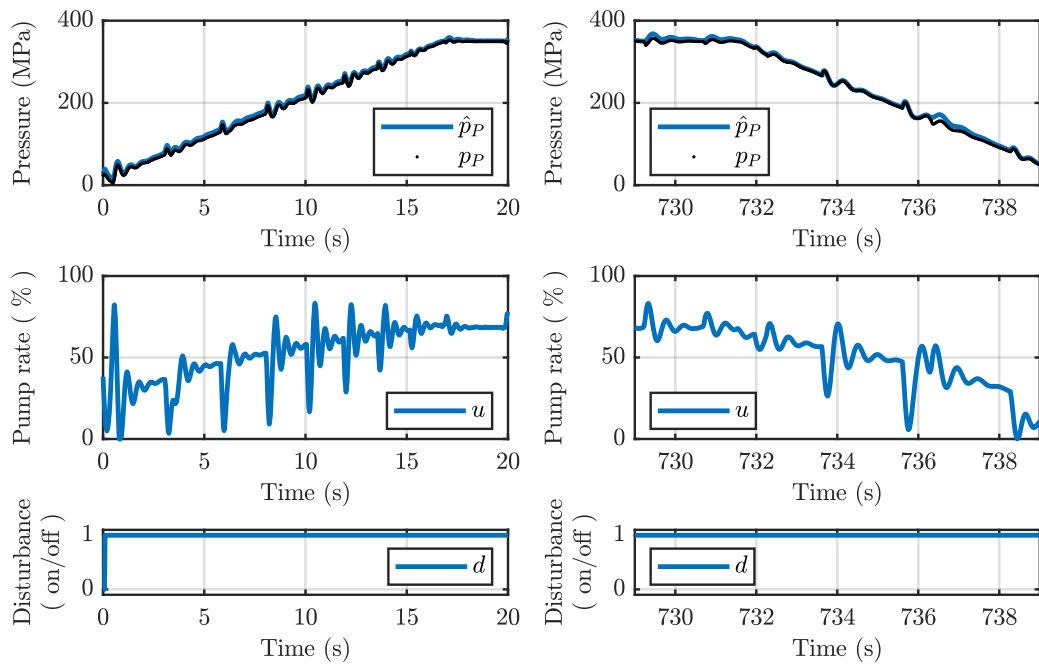 Pressure (MPa)
400
200
0
p̂_P
p_P
0
5
10
15
20
Time (s)
Pressure (MPa)
400
200
0
p̂_P
p_P
730
732
734
736
738
Time (s)
Pump rate ( %)
100
50
0
u
0
5
10
15
20
Time (s)
Pump rate ( %)
100
50
0
u
730
732
734
736
738
Time (s)
Disturbance
( on/off )
1
0
d
0
5
10
15
20
Time (s)
Disturbance
( on/off )
1
0
d
730
732
734
736
738
Time (s)